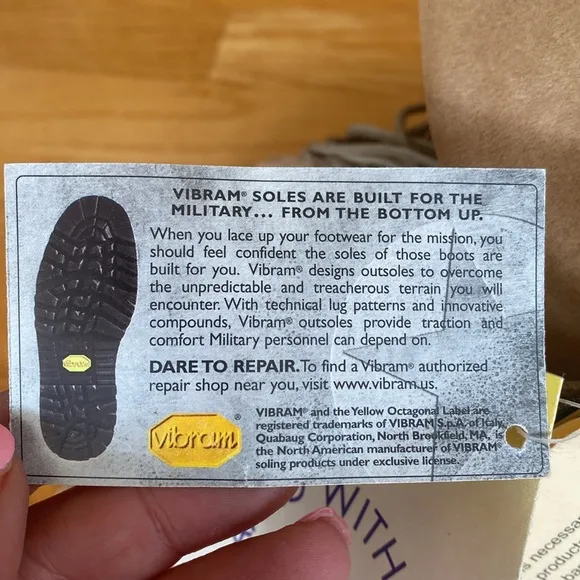 VIBRAM® SOLES ARE BUILT FOR THE
MILITARY... FROM THE BOTTOM UP.
When you lace up your footwear for the mission, you
should feel confident the soles of those boots are
built for you. Vibram® designs outsoles to overcome
the unpredictable and treacherous terrain you will
encounter. With technical lug patterns and innovative
compounds, Vibram® outsoles provide traction and
comfort Military personnel can depend on.
DARE TO REPAIR. To find a Vibram® authorized
repair shop near you, visit www.vibram.us.
vibram
vibram®
VIBRAM® and the Yellow Octagonal Label are
registered trademarks of VIBRAM S.p.A. of Italy.
Quabaug Corporation, North Brookfield, MA, is
the North American manufacturer of VIBRAM®
soling products under exclusive license.
WITH
is necessa
product